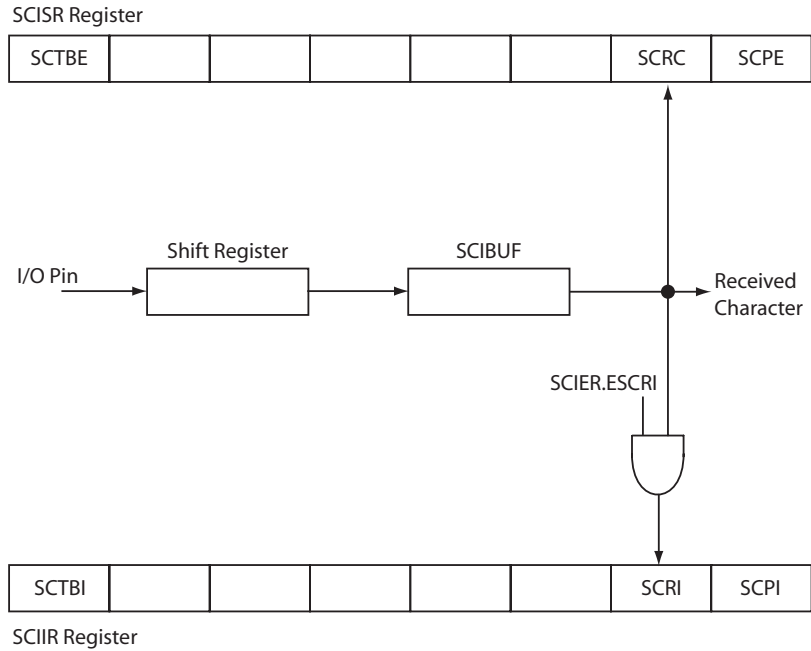 SCISR Register
SCTBE SCRC SCPE
Shift Register SCIBUF
I/O Pin
Received
Character
SCIER.ESCRI
SCTBI SCRI SCPI
SCIIR Register